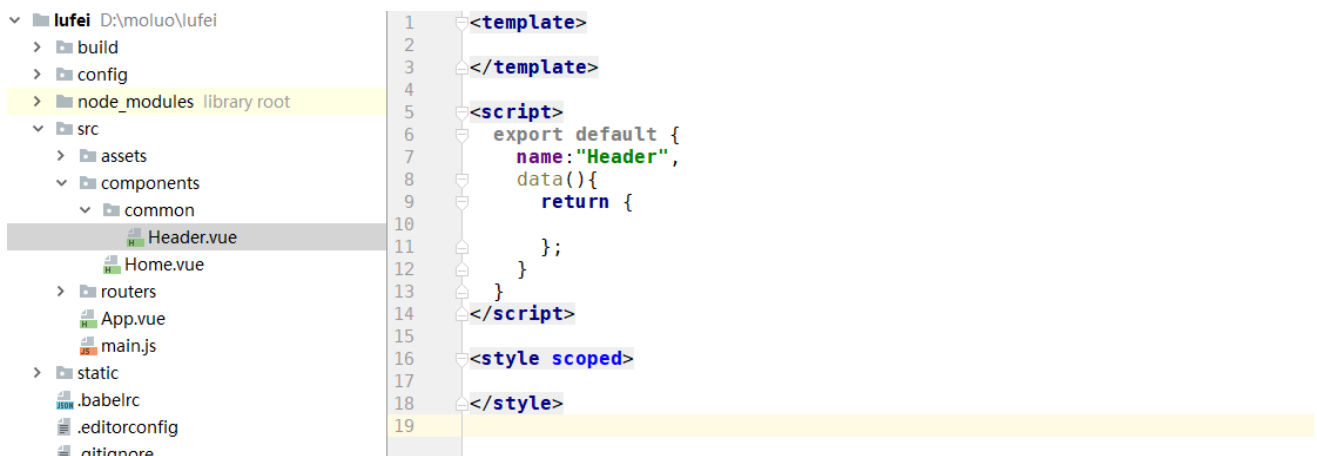 lufei D:\moluo\lufei
build
config
node_modules library root
src
assets
components
common
Header.vue
Home.vue
routers
App.vue
main.js
static
.babelrc
.editorconfig
.gitignore
1 <template>
2
3 </template>
4
5 <script>
6 export default {
7 name:"Header",
8 data(){
9 return {
10
11 };
12 }
13 }
14 </script>
15
16 <style scoped>
17
18 </style>
19